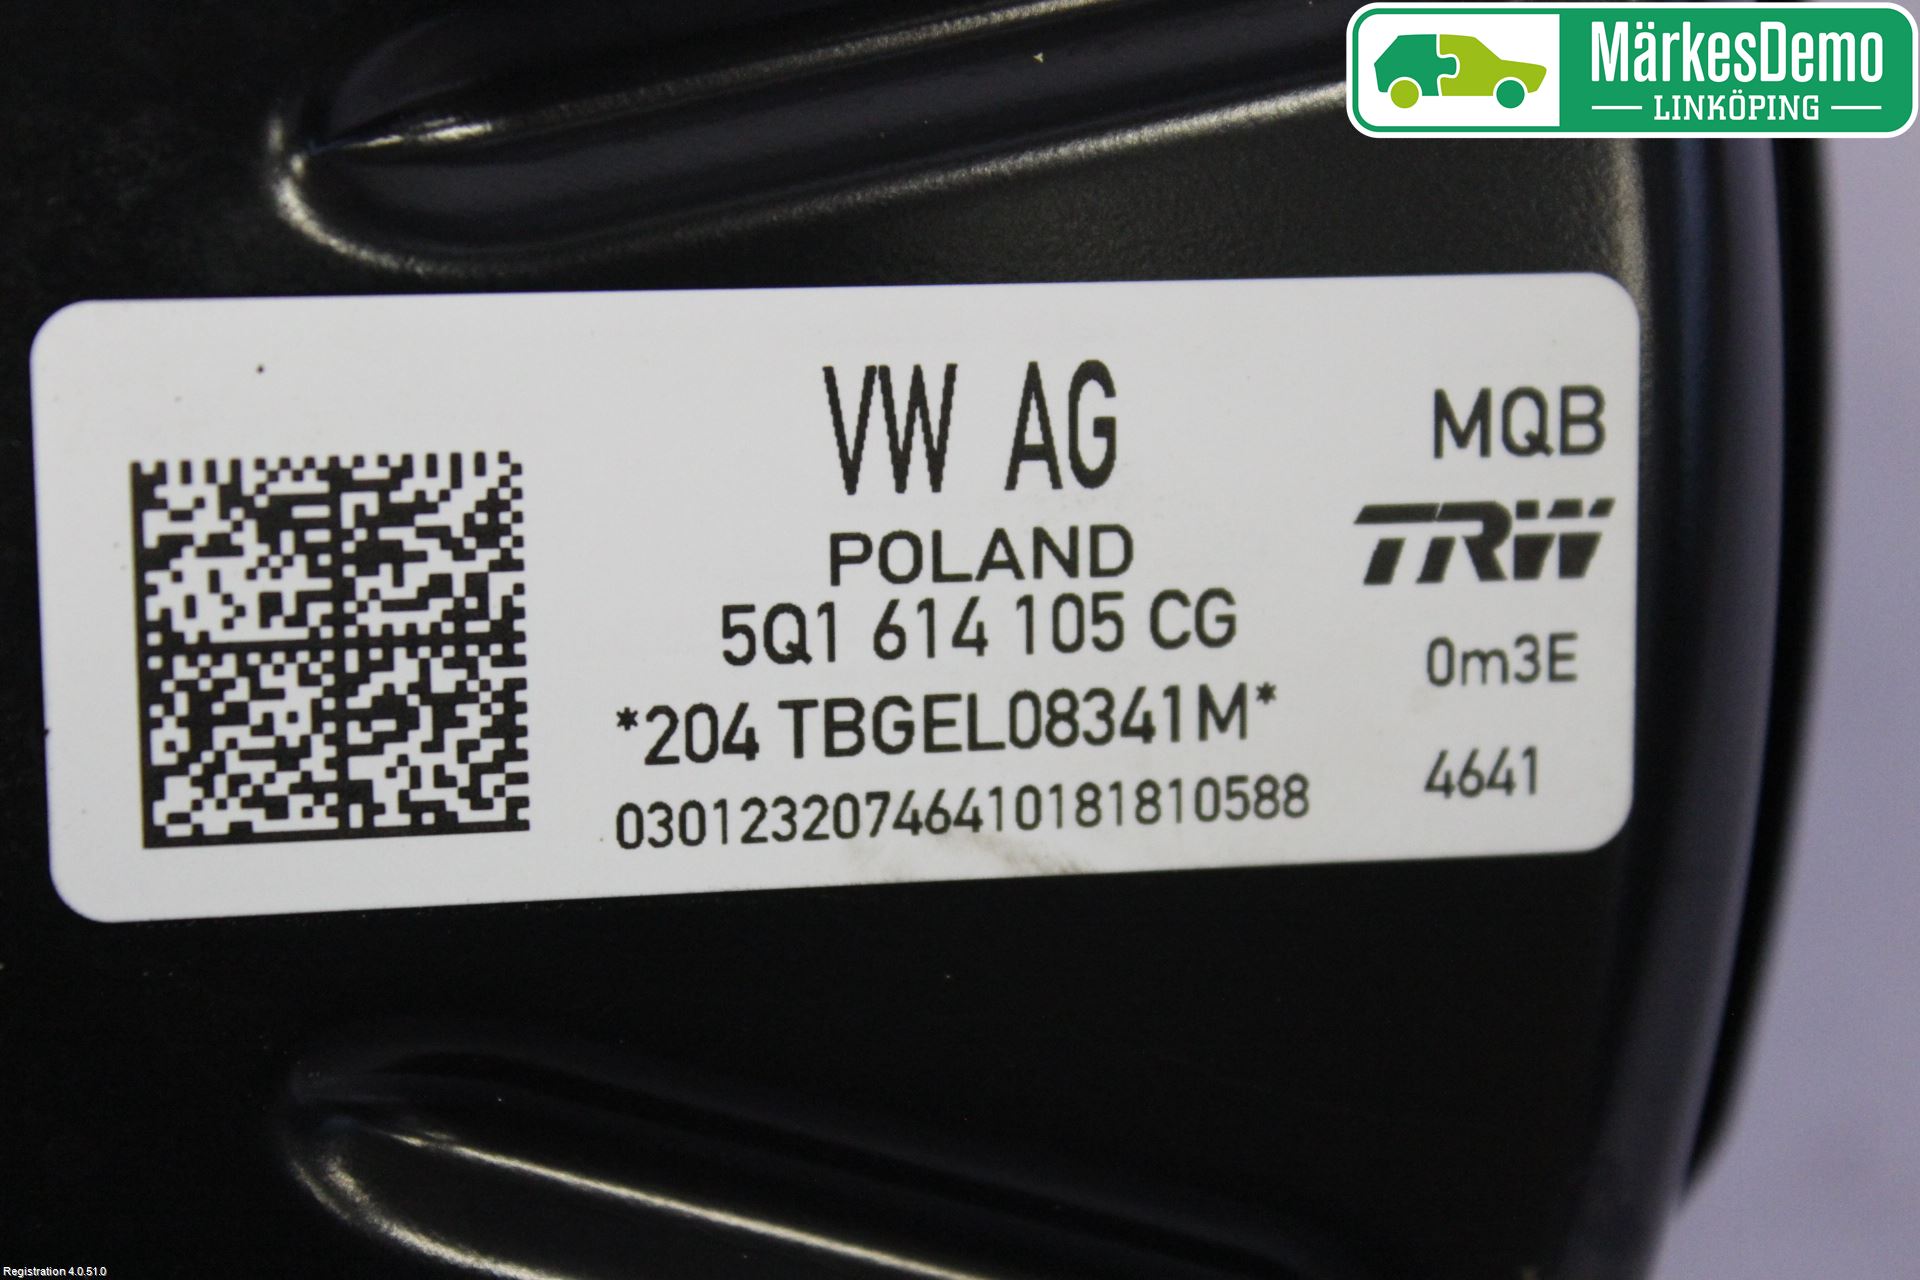 MärkesDemo
LINKÖPING
VW AG
MQB
POLAND
TRW
5Q1 614 105 CG
0m3E
*204 TBGEL08341M*
4641
03012320746410181810588
Registration 4.0.51.0